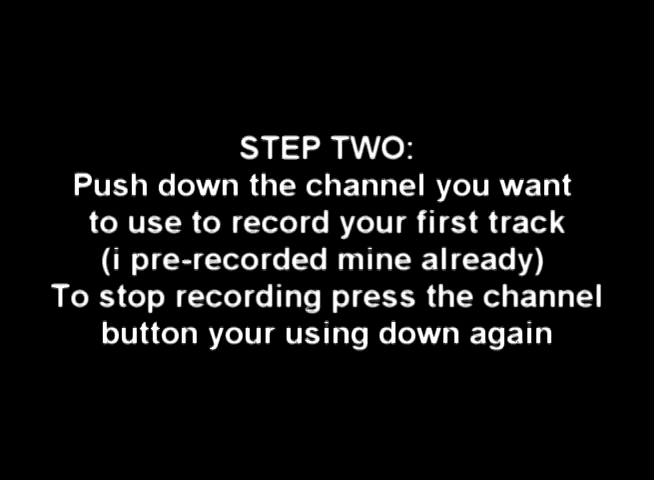 STEP TWO:
Push down the channel you want
to use to record your first track
(i pre-recorded mine already)
To stop recording press the channel
button your using down again